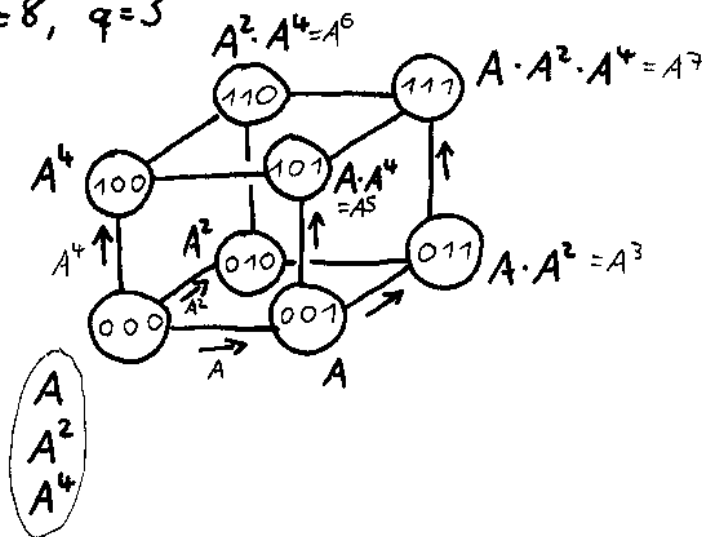 =8, q=3
A²·A⁴=A⁶
110
111
A·A²·A⁴ = A⁷
A⁴
100
101
A·A⁴
=A⁵
A⁴
A²
010
011
A·A² = A³
A²
000
001
A
A
A
A²
A⁴